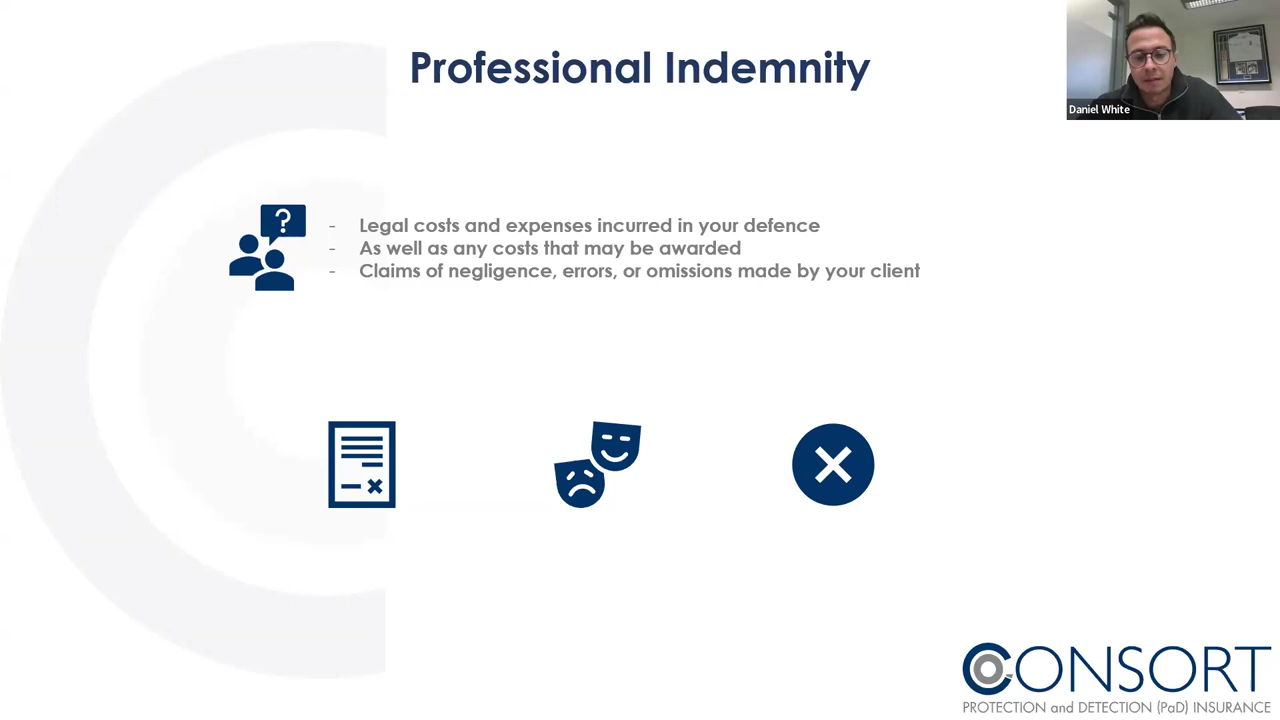 Professional Indemnity
Daniel White
?
- Legal costs and expenses incurred in your defence
- As well as any costs that may be awarded
- Claims of negligence, errors, or omissions made by your client
CONSORT
PROTECTION and DETECTION (PaD) INSURANCE